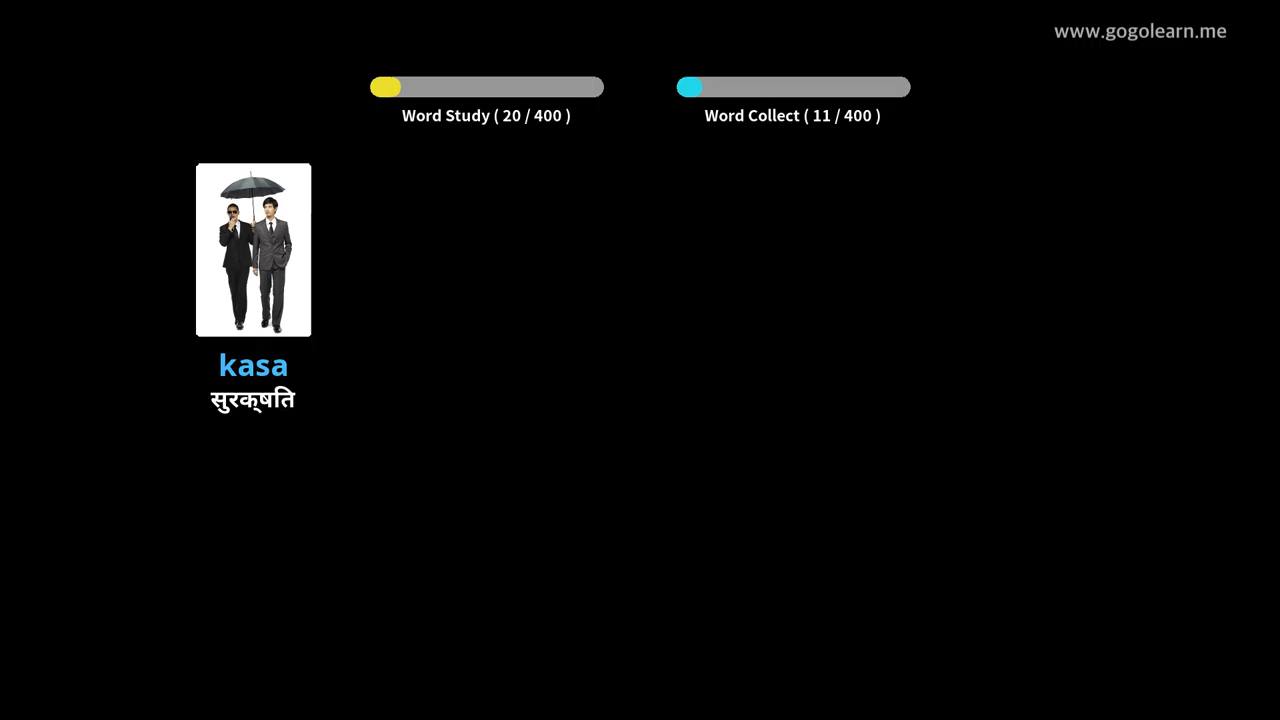 www.gogolearn.me
Word Study ( 20 / 400 )
Word Collect ( 11 / 400 )
kasa
सुरक्षति